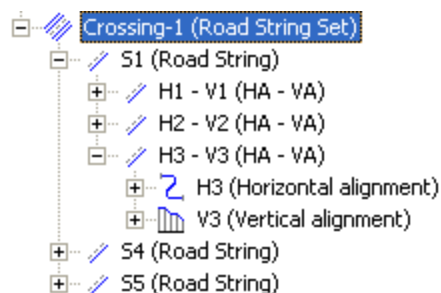 Crossing-1 (Road String Set)
S1 (Road String)
H1 - V1 (HA - VA)
H2 - V2 (HA - VA)
H3 - V3 (HA - VA)
H3 (Horizontal alignment)
V3 (Vertical alignment)
S4 (Road String)
S5 (Road String)